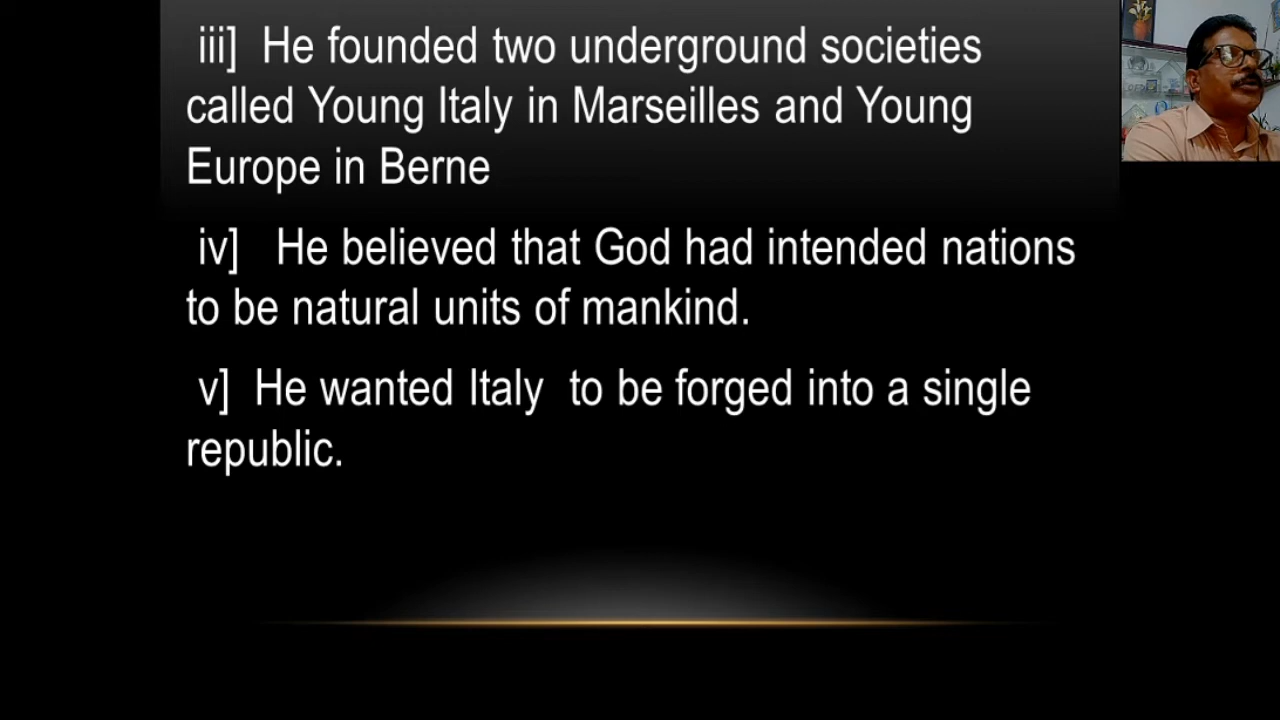 iii] He founded two underground societies
called Young Italy in Marseilles and Young
Europe in Berne
iv] He believed that God had intended nations
to be natural units of mankind.
v] He wanted Italy to be forged into a single
republic.